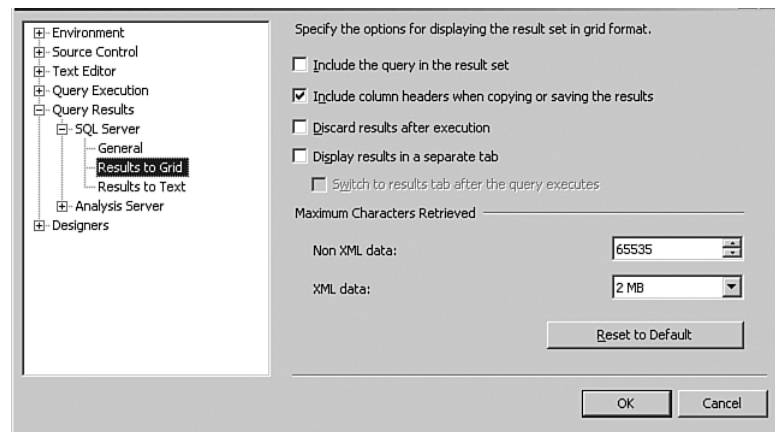 Environment
Source Control
Text Editor
Query Execution
Query Results
SQL Server
General
Results to Grid
Results to Text
Analysis Server
Designers
Specify the options for displaying the result set in grid format.
Include the query in the result set
Include column headers when copying or saving the results
Discard results after execution
Display results in a separate tab
Switch to results tab after the query executes
Maximum Characters Retrieved
Non XML data: 65535
XML data: 2 MB
Reset to Default
OK Cancel